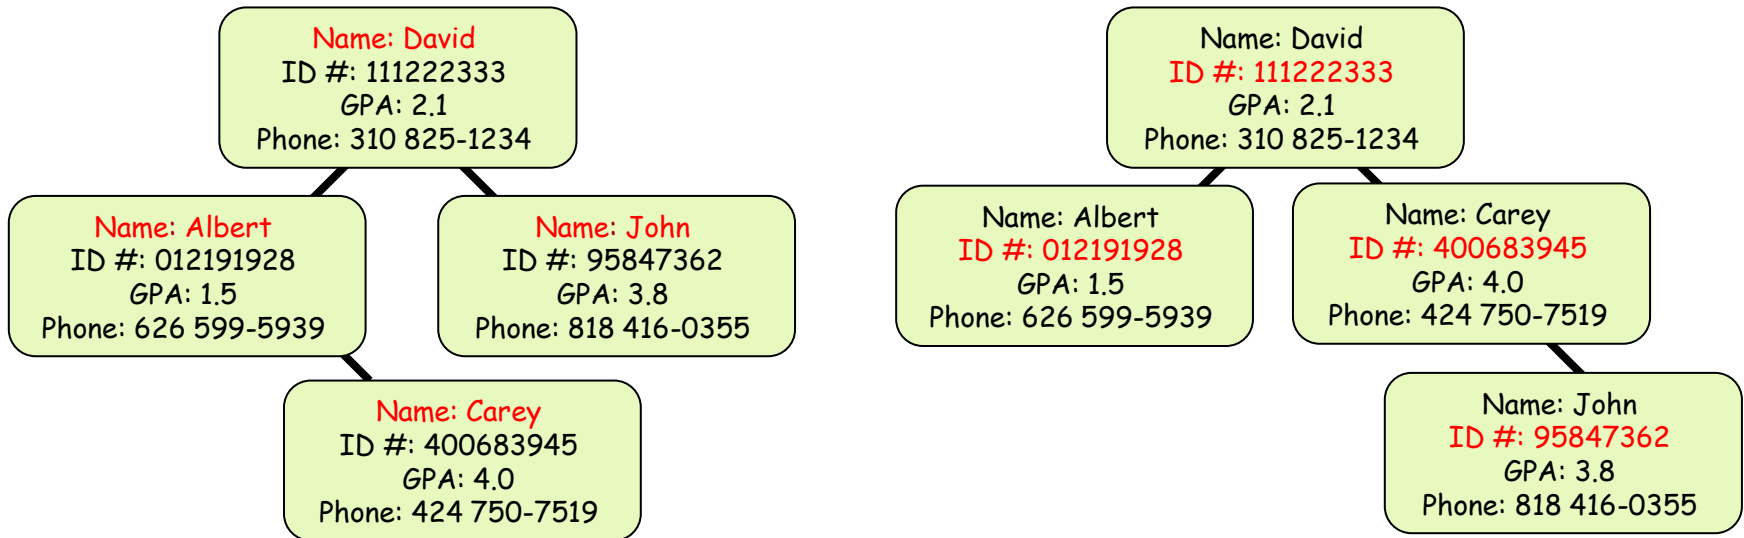 Name: David
ID #: 111222333
GPA: 2.1
Phone: 310 825-1234
Name: Albert
ID #: 012191928
GPA: 1.5
Phone: 626 599-5939
Name: John
ID #: 95847362
GPA: 3.8
Phone: 818 416-0355
Name: Carey
ID #: 400683945
GPA: 4.0
Phone: 424 750-7519
Name: David
ID #: 111222333
GPA: 2.1
Phone: 310 825-1234
Name: Albert
ID #: 012191928
GPA: 1.5
Phone: 626 599-5939
Name: Carey
ID #: 400683945
GPA: 4.0
Phone: 424 750-7519
Name: John
ID #: 95847362
GPA: 3.8
Phone: 818 416-0355